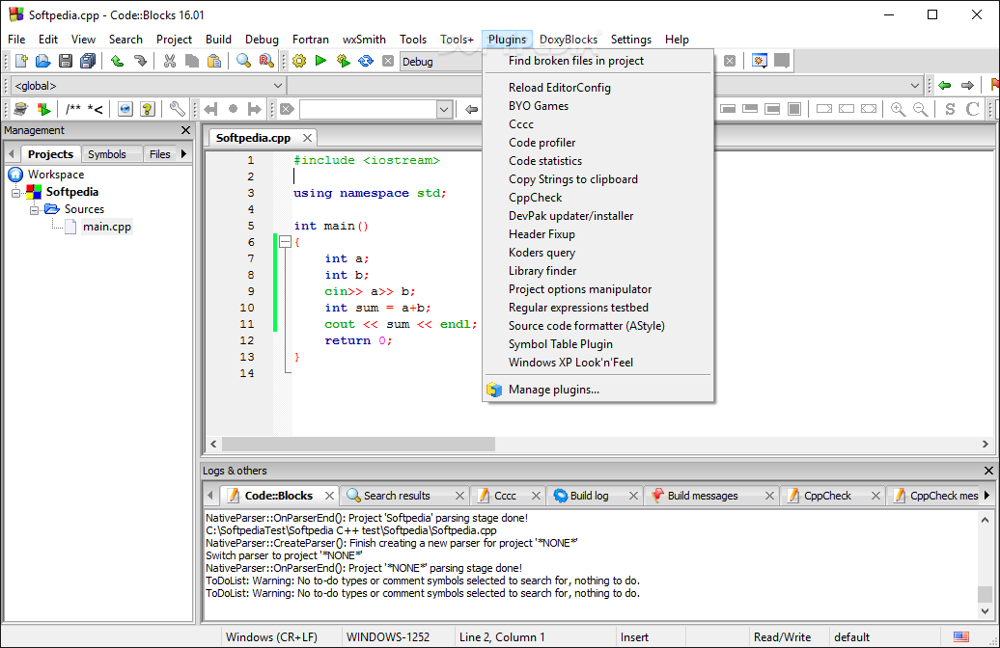 Softpedia.cpp - Code::Blocks 16.01
File Edit View Search Project Build Debug Fortran wxSmith Tools Tools+ Plugins DoxyBlocks Settings Help
Debug
<global>
/** *<
S C
Management
Projects Symbols Files
Workspace
Softpedia
Sources
main.cpp
Softpedia.cpp
1 #include <iostream>
2
3 using namespace std;
4
5 int main()
6 {
7 int a;
8 int b;
9 cin>> a>> b;
10 int sum = a+b;
11 cout << sum << endl;
12 return 0;
13 }
14
Find broken files in project
Reload EditorConfig
BYO Games
Cccc
Code profiler
Code statistics
Copy Strings to clipboard
CppCheck
DevPak updater/installer
Header Fixup
Koders query
Library finder
Project options manipulator
Regular expressions testbed
Source code formatter (AStyle)
Symbol Table Plugin
Windows XP Look'n'Feel
Manage plugins...
Logs & others
Code::Blocks Search results Cccc Build log Build messages CppCheck CppCheck mes
NativeParser::OnParserEnd(): Project 'Softpedia' parsing stage done!
C:\SoftpediaTest\Softpedia C++ test\Softpedia\Softpedia.cpp
NativeParser::CreateParser(): Finish creating a new parser for project '*NONE*'
Switch parser to project '*NONE*'
NativeParser::OnParserEnd(): Project '*NONE*' parsing stage done!
ToDoList: Warning: No to-do types or comment symbols selected to search for, nothing to do.
ToDoList: Warning: No to-do types or comment symbols selected to search for, nothing to do.
Windows (CR+LF) WINDOWS-1252 Line 2, Column 1 Insert Read/Write default